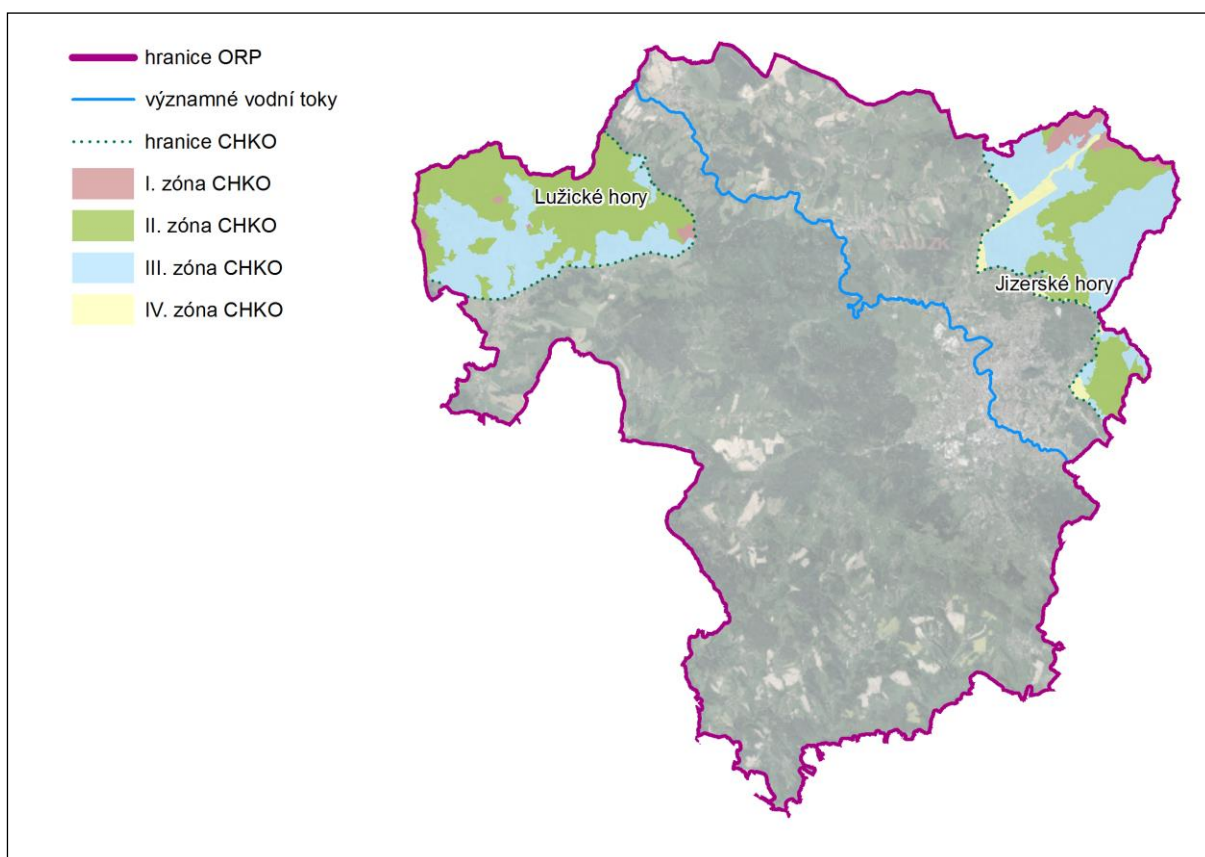 hranice ORP
významné vodní toky
hranice CHKO
I. zóna CHKO
II. zóna CHKO
III. zóna CHKO
IV. zóna CHKO
Lužické hory
Jizerské hory